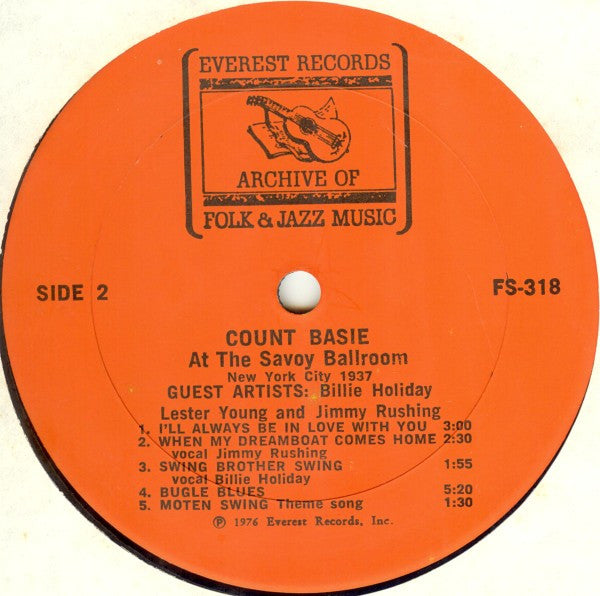 EVEREST RECORDS
ARCHIVE OF
FOLK & JAZZ MUSIC
SIDE 2
FS-318
COUNT BASIE
At The Savoy Ballroom
New York City 1937
GUEST ARTISTS: Billie Holiday
Lester Young and Jimmy Rushing
1. I'LL ALWAYS BE IN LOVE WITH YOU 3:00
2. WHEN MY DREAMBOAT COMES HOME 2:30
vocal Jimmy Rushing
3. SWING BROTHER SWING 1:55
vocal Billie Holiday
4. BUGLE BLUES 5:20
5. MOTEN SWING Theme song 1:30
℗ 1976 Everest Records, Inc.